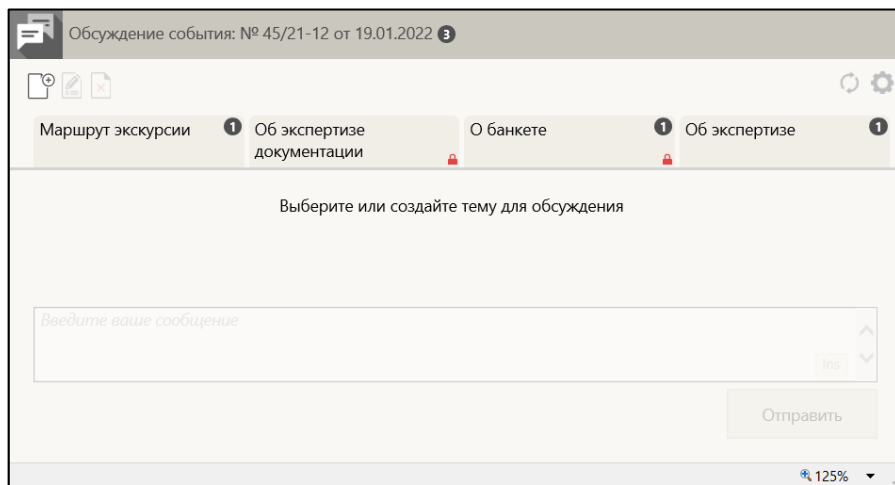 Обсуждение события: № 45/21-12 от 19.01.2022 3
Маршрут экскурсии 1 Об экспертизе документации О банкете 1 Об экспертизе 1
Выберите или создайте тему для обсуждения
Введите ваше сообщение
Ins
Отправить
125%